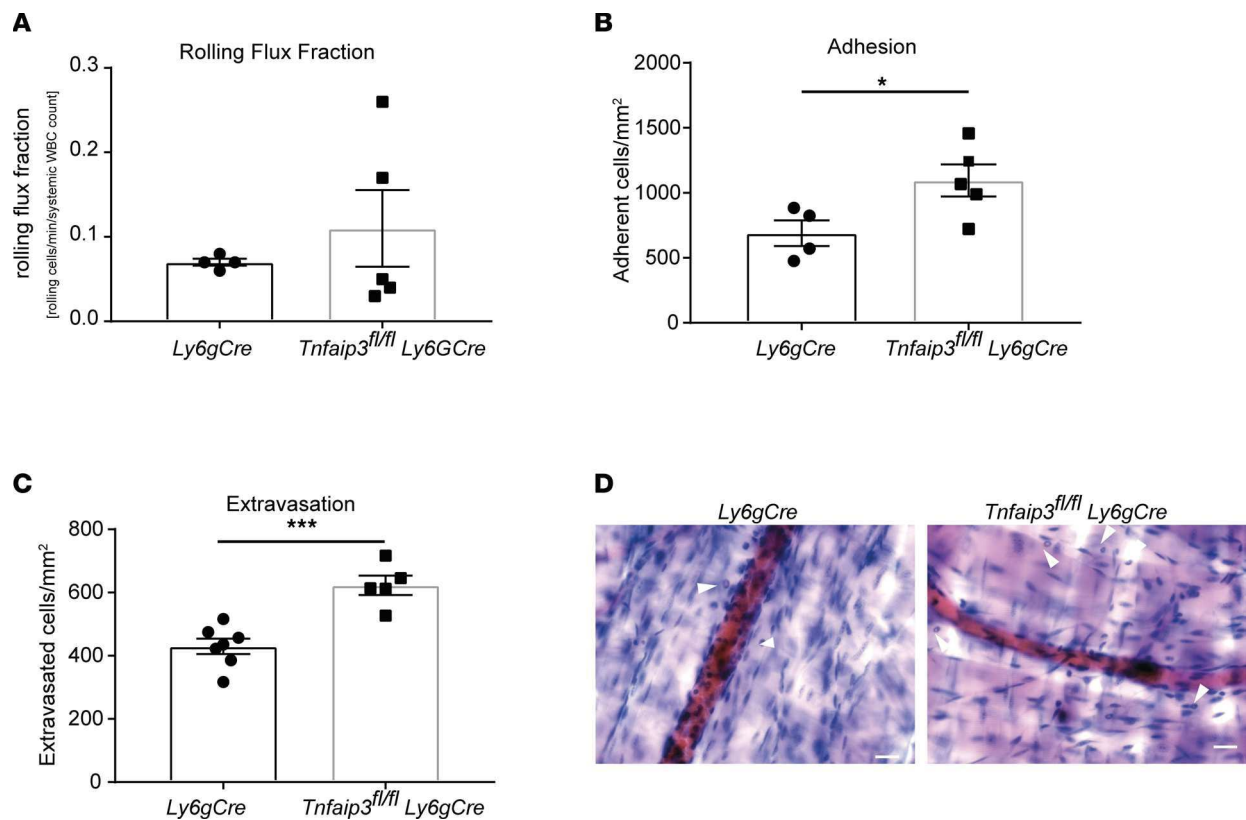 A
Rolling Flux Fraction
0.3
0.2
0.1
0.0
rolling flux fraction
[rolling cells/min/systemic WBC count]
Ly6gCre
Tnfaip3fl/fl Ly6GCre
B
Adhesion
2000
1500
1000
500
0
Adherent cells/mm2
*
Ly6gCre
Tnfaip3fl/fl Ly6gCre
C
Extravasation
***
800
600
400
200
0
Extravasated cells/mm2
Ly6gCre
Tnfaip3fl/fl Ly6gCre
D
Ly6gCre
Tnfaip3fl/fl Ly6gCre